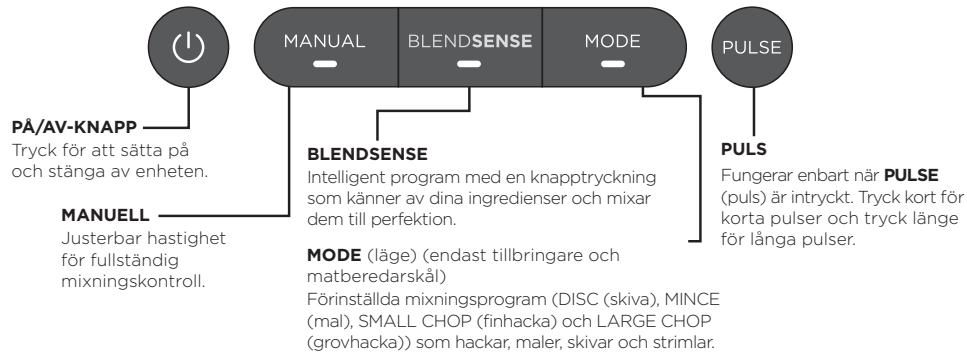 MANUAL
BLENDSENSE
MODE
PULSE
PÅ/AV-KNAPP
Tryck för att sätta på
och stänga av enheten.
MANUELL
Justerbar hastighet
för fullständig
mixningskontroll.
BLENDSENSE
Intelligent program med en knapptryckning
som känner av dina ingredienser och mixar
dem till perfektion.
MODE (läge) (endast tillbringare och
matberedarskål)
Förinställda mixningsprogram (DISC (skiva), MINCE
(mal), SMALL CHOP (finhacka) och LARGE CHOP
(grovhacka)) som hackar, maler, skivar och strimlar.
PULS
Fungerar enbart när PULSE
(puls) är intryckt. Tryck kort för
korta pulser och tryck länge
för långa pulser.